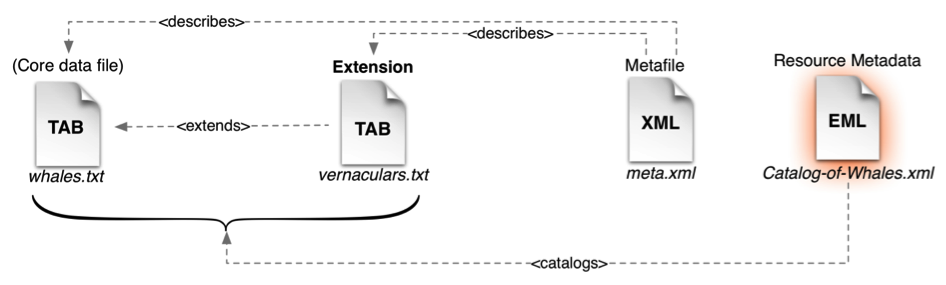 <describes>
<describes>
(Core data file)
Extension
Metafile
Resource Metadata
TAB
<extends>
TAB
XML
EML
whales.txt
vernaculars.txt
meta.xml
Catalog-of-Whales.xml
<catalogs>